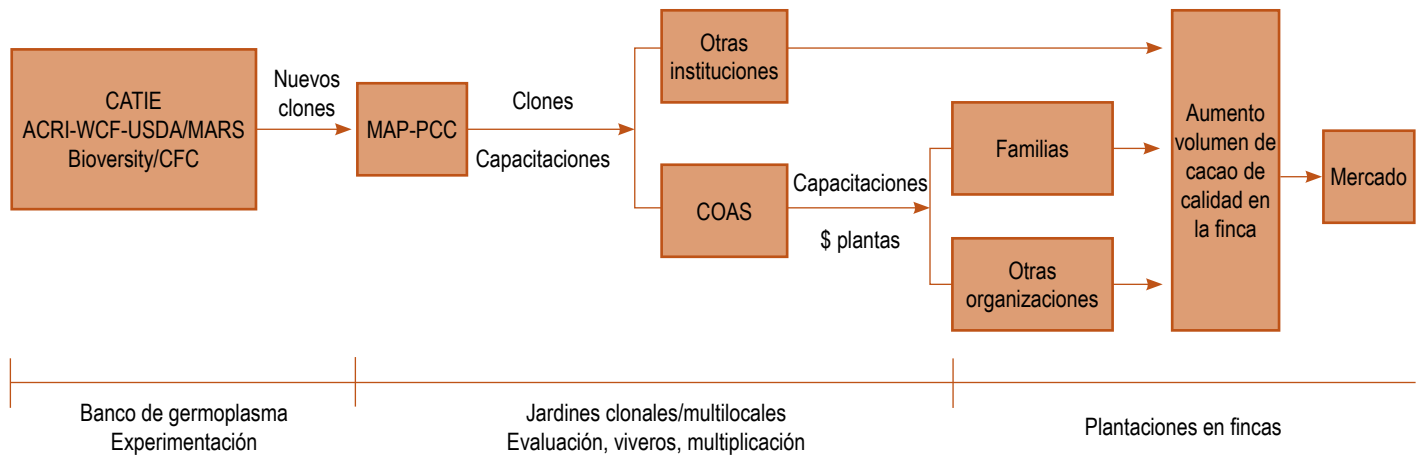 CATIE
ACRI-WCF-USDA/MARS
Bioversity/CFC
Nuevos
clones
MAP-PCC
Clones
Capacitaciones
Otras
instituciones
COAS
Capacitaciones
$ plantas
Familias
Otras
organizaciones
Aumento
volumen de
cacao de
calidad en
la finca
Mercado
Banco de germoplasma
Experimentación
Jardines clonales/multilocales
Evaluación, viveros, multiplicación
Plantaciones en fincas